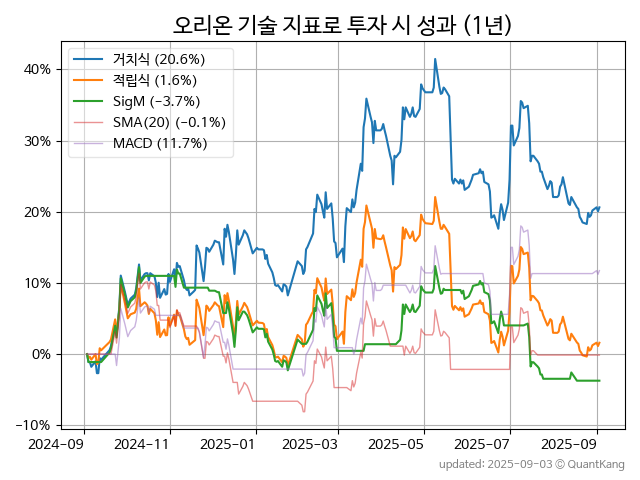 오리온 기술 지표로 투자 시 성과 (1년)
거치식 (20.6%)
적립식 (1.6%)
SigM (−3.7%)
SMA(20) (−0.1%)
MACD (11.7%)
40%
30%
20%
10%
0%
−10%
2024-09 2024-11 2025-01 2025-03 2025-05 2025-07 2025-09
updated: 2025-09-03 © QuantKang